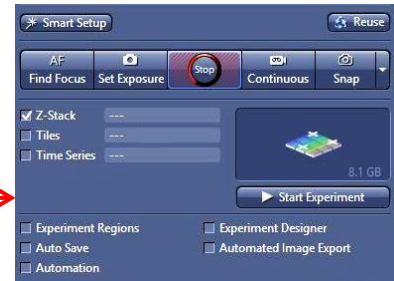 Smart Setup Reuse
AF
Find Focus Set Exposure Stop Continuous Snap
Z-Stack ---
Tiles ---
Time Series ---
8.1 GB
Start Experiment
Experiment Regions Experiment Designer
Auto Save Automated Image Export
Automation